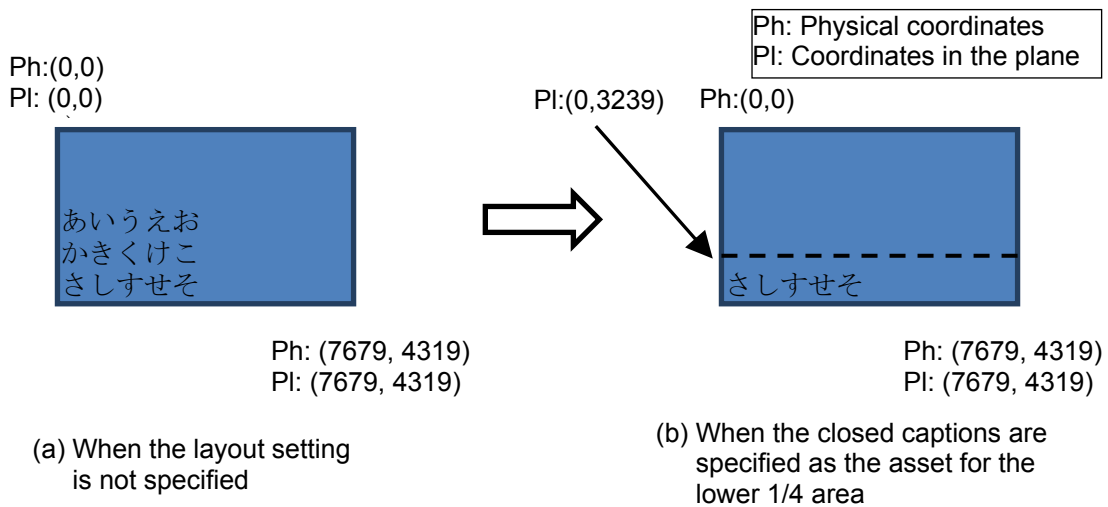 Ph: Physical coordinates
Pl: Coordinates in the plane
Ph:(0,0)
Pl: (0,0)
あいうえお
かきくけこ
さしすせそ
Ph: (7679, 4319)
Pl: (7679, 4319)
(a) When the layout setting
is not specified
Pl:(0,3239)
Ph:(0,0)
さしすせそ
Ph: (7679, 4319)
Pl: (7679, 4319)
(b) When the closed captions are
specified as the asset for the
lower 1/4 area